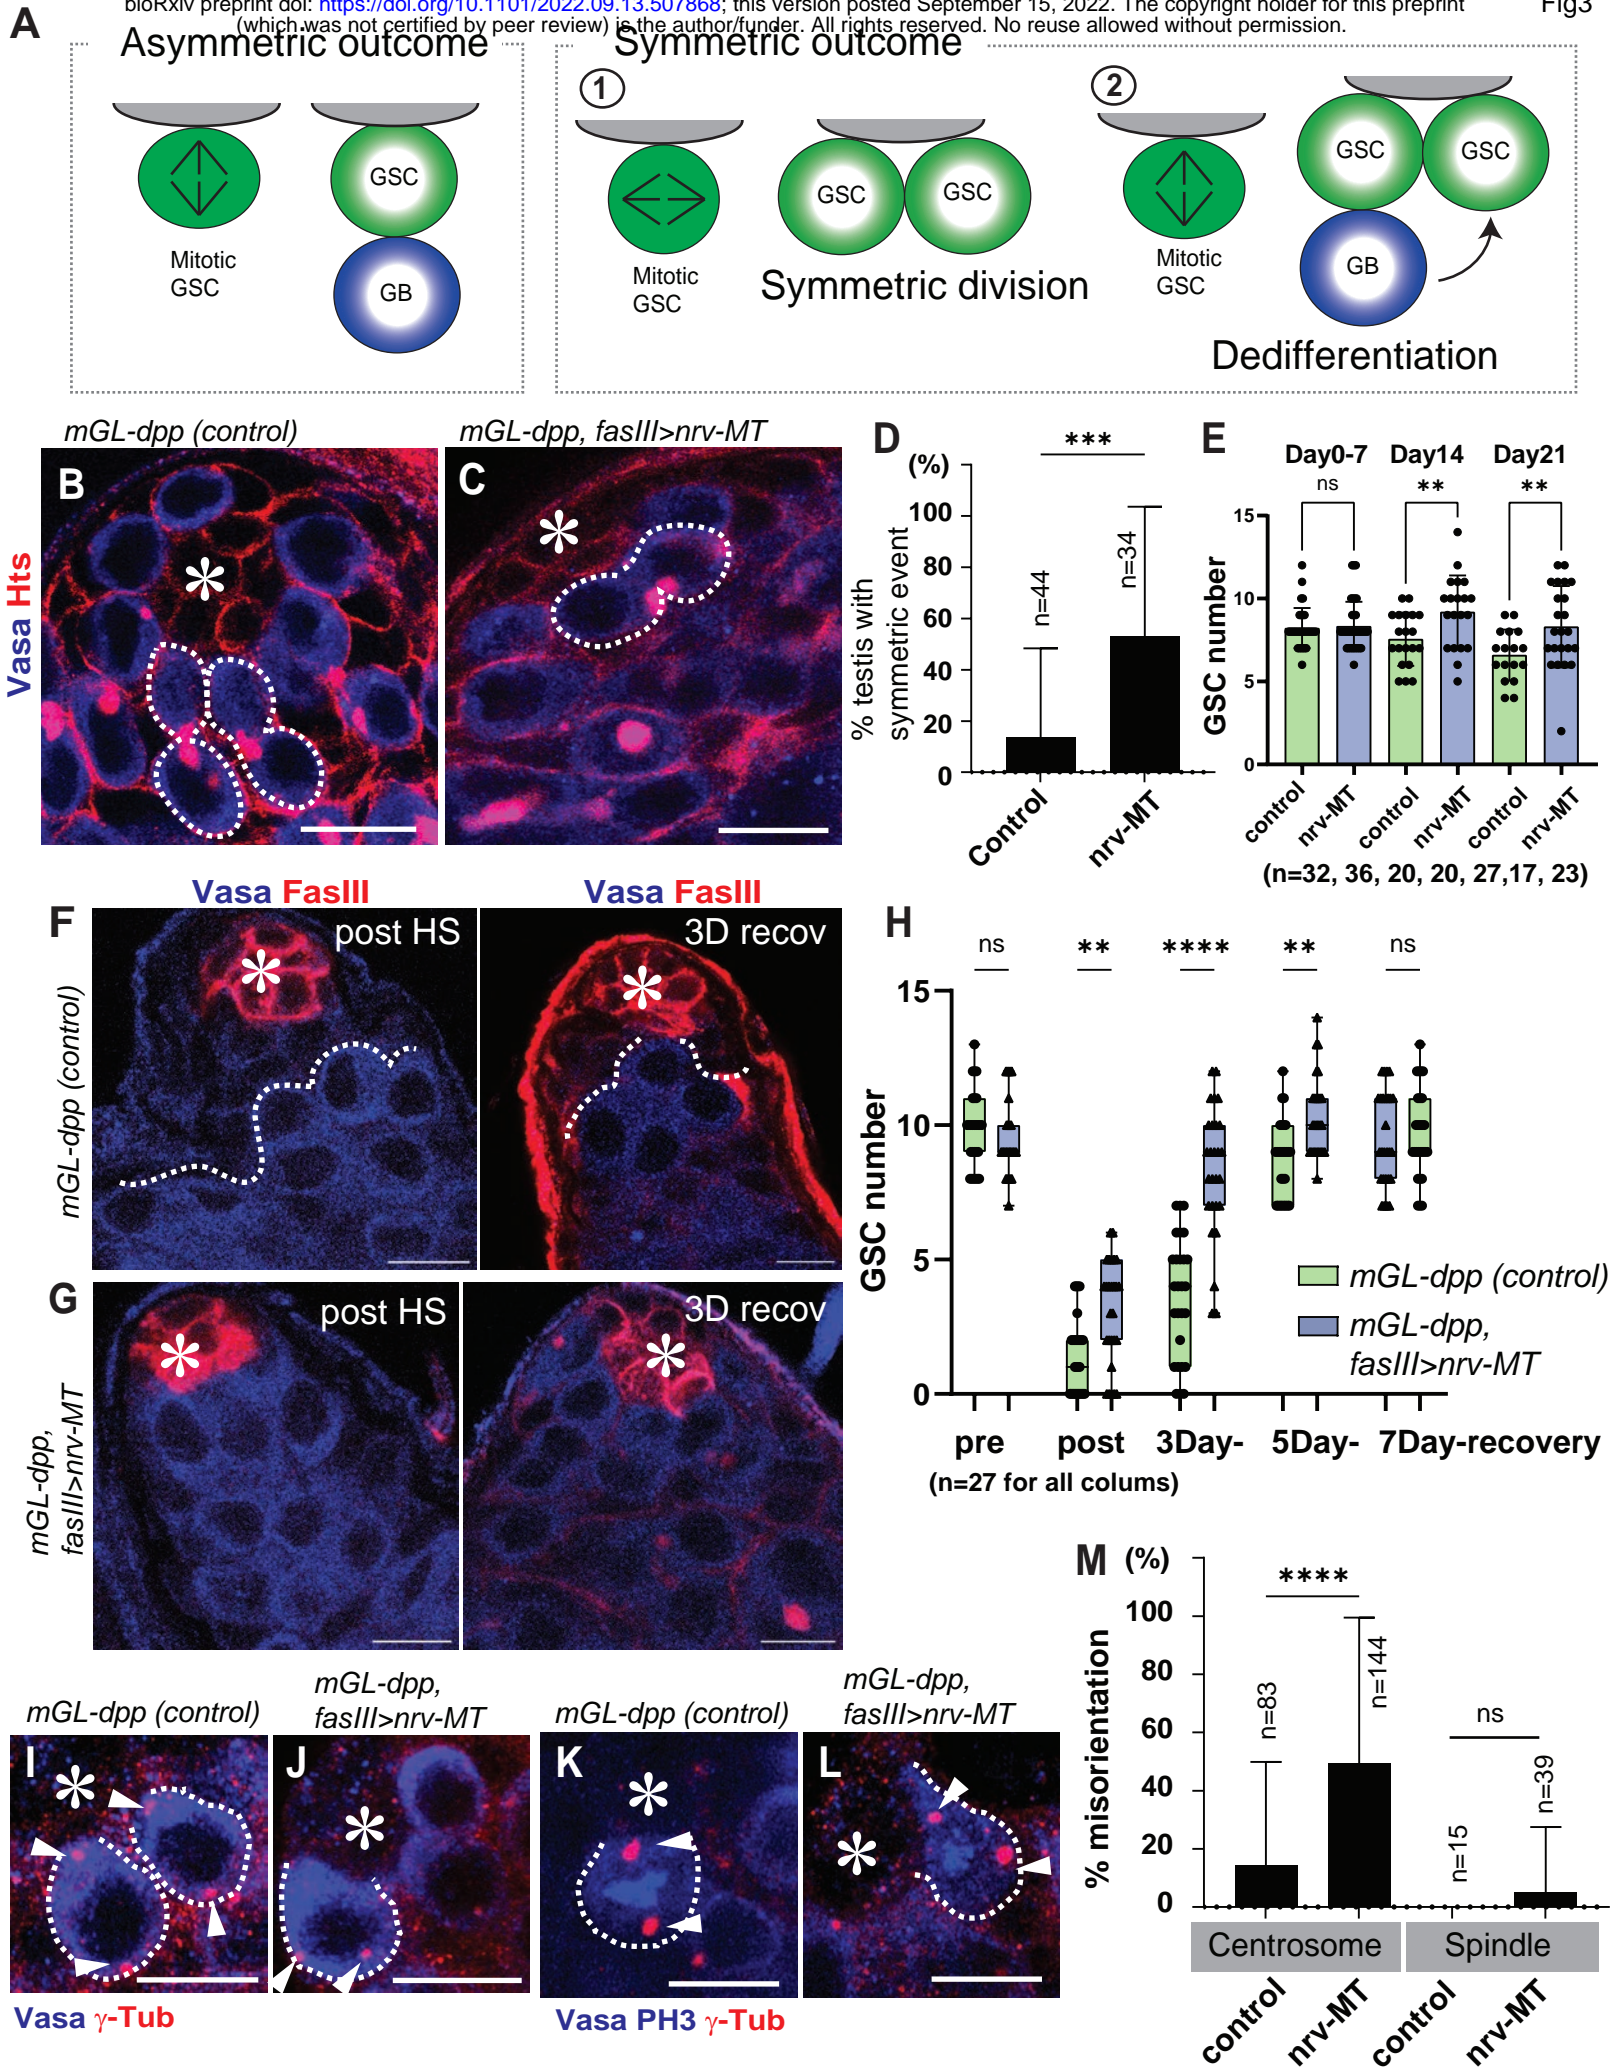 bioRxiv preprint doi: https://doi.org/10.1101/2022.09.13.507868; this version posted September 15, 2022. The copyright holder for this preprint
(which was not certified by peer review) is the author/funder. All rights reserved. No reuse allowed without permission.
Fig3
A
Asymmetric outcome
Symmetric outcome
1
2
GSC
GB
Mitotic
GSC
GSC
GSC
Mitotic
GSC
Symmetric division
GSC
GSC
GB
Mitotic
GSC
Dedifferentiation
mGL-dpp (control)
mGL-dpp, fasIII>nrv-MT
Vasa Hts
B
*
C
*
D
(%)
***
100
80
60
40
20
0
% testis with
symmetric event
n=44
n=34
Control
nrv-MT
E
Day0-7 Day14 Day21
ns
**
**
15
10
5
0
GSC number
control
nrv-MT
control
nrv-MT
control
nrv-MT
(n=32, 36, 20, 20, 27,17, 23)
Vasa FasIII
Vasa FasIII
F
mGL-dpp (control)
post HS
*
3D recov
*
G
mGL-dpp,
fasIII>nrv-MT
post HS
*
3D recov
*
H
ns
**
****
**
ns
15
10
5
0
GSC number
mGL-dpp (control)
mGL-dpp,
fasIII>nrv-MT
pre post 3Day- 5Day- 7Day-recovery
(n=27 for all colums)
mGL-dpp (control)
mGL-dpp,
fasIII>nrv-MT
mGL-dpp (control)
mGL-dpp,
fasIII>nrv-MT
I
*
J
*
K
*
L
*
Vasa γ-Tub
Vasa PH3 γ-Tub
M
(%)
****
ns
100
80
60
40
20
0
% misorientation
n=83
n=144
n=15
n=39
Centrosome
Spindle
control
nrv-MT
control
nrv-MT